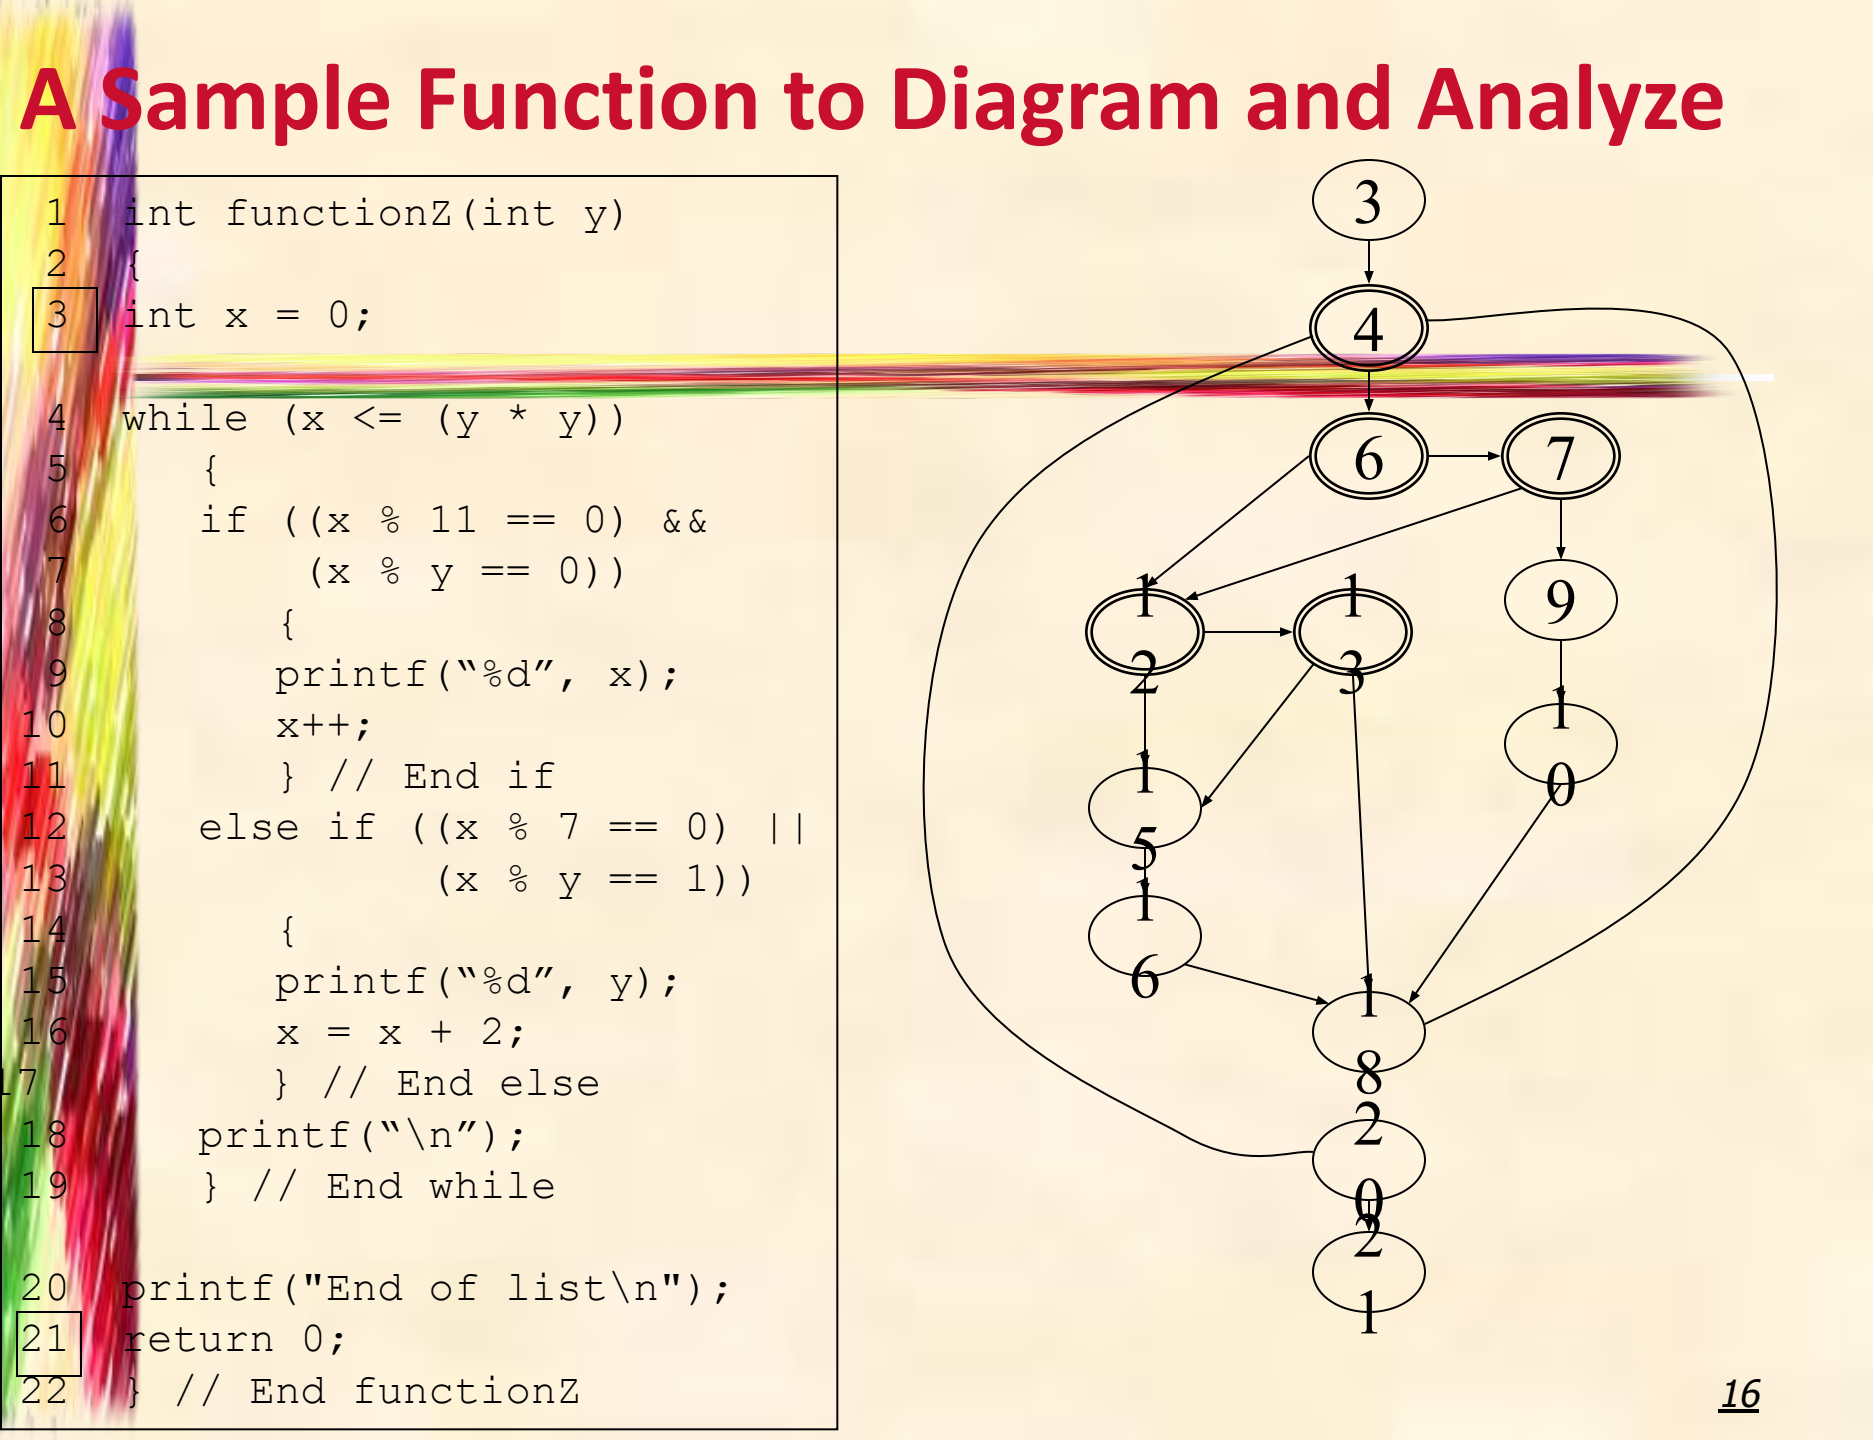 A Sample Function to Diagram and Analyze
1 int functionZ(int y)
2 {
3 int x = 0;
4 while (x <= (y * y))
5 {
6 if ((x % 11 == 0) &&
7 (x % y == 0))
8 {
9 printf(“%d”, x);
10 x++;
11 } // End if
12 else if ((x % 7 == 0) ||
13 (x % y == 1))
14 {
15 printf(“%d”, y);
16 x = x + 2;
17 } // End else
18 printf(“\n”);
19 } // End while
20 printf("End of list\n");
21 return 0;
22 } // End functionZ
3
4
6
7
12
13
9
10
15
16
18
20
21
16